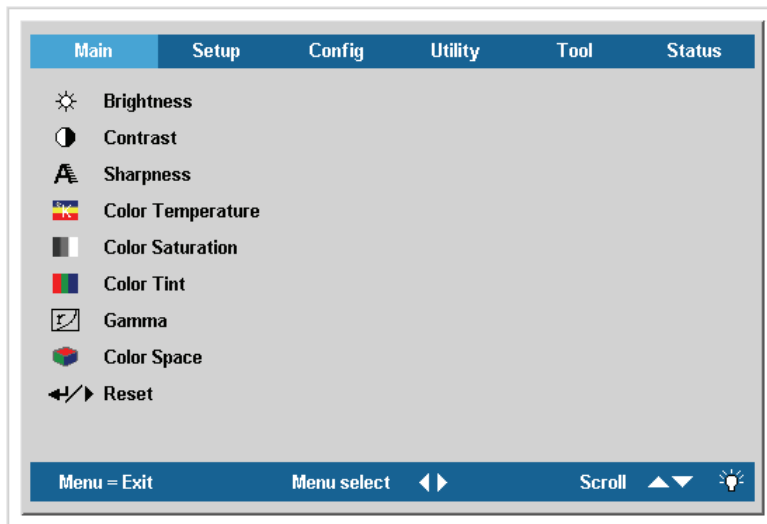 Main Setup Config Utility Tool Status
Brightness
Contrast
Sharpness
Color Temperature
Color Saturation
Color Tint
Gamma
Color Space
Reset
Menu = Exit Menu select Scroll